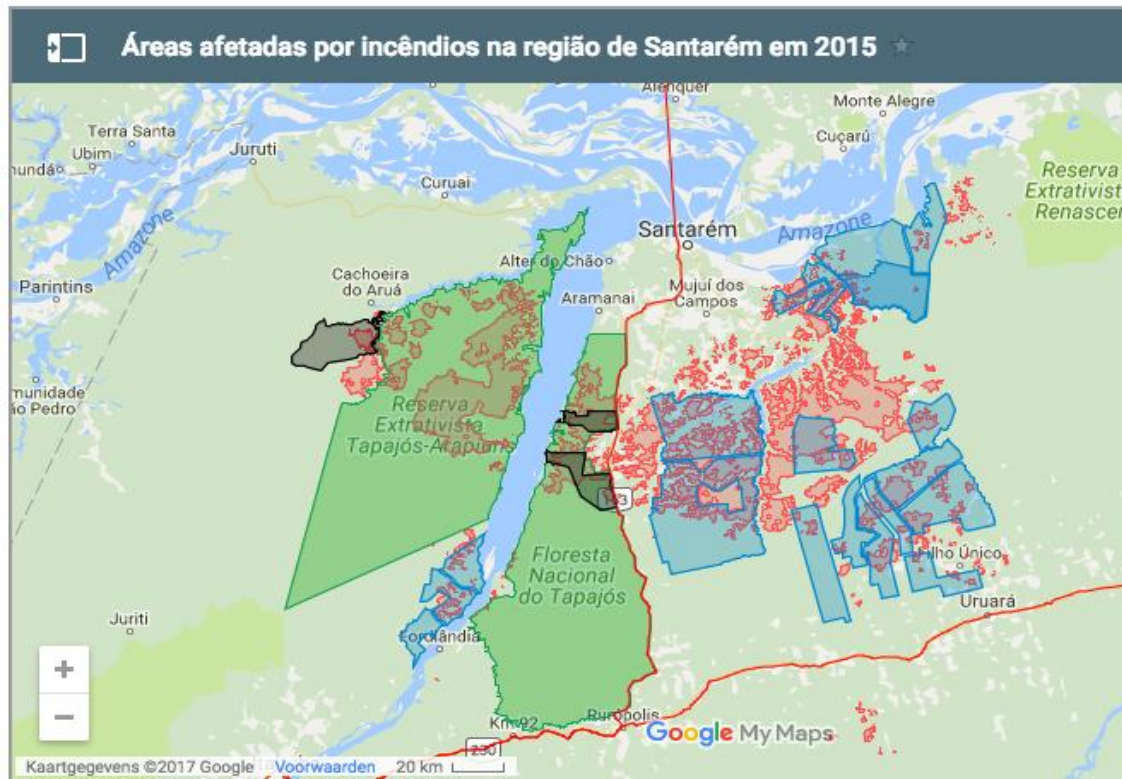 Áreas afetadas por incêndios na região de Santarém em 2015
Alenquer
Monte Alegre
Terra Santa
Cuçarú
Ubim
Juruti
Reserva
Extrativist
Renascer
Curuai
Santarém
Amazone
Amazone
Alter do Chão
Cachoeira
do Aruá
Mujuí dos
Campos
Parintins
Aramanai
Reserva
Extrativista
Tapajós-Arapiuns
Floresta
Nacional
do Tapajós
Filho Único
Uruará
Juriti
Fordlândia
+
−
Km 92
Rurópolis
Google My Maps
230
Kaartgegevens ©2017 Google
Voorwaarden
20 km